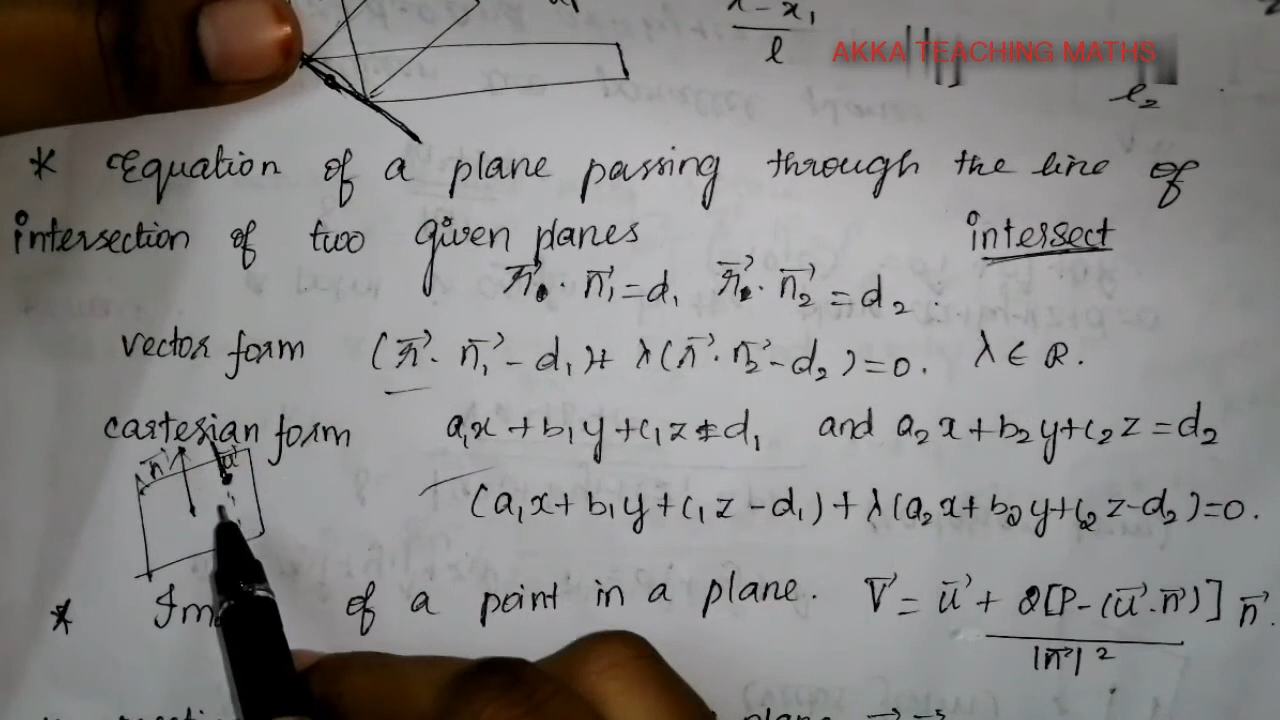 x - x₁ / l
AKKA TEACHING MATHS
l₂
* Equation of a plane passing through the line of
intersection of two given planes intersect
r⃗ · n⃗₁ = d₁ r⃗ · n⃗₂ = d₂ .
vector form (r⃗ · n⃗₁ - d₁) + λ(r⃗ · n⃗₂ - d₂) = 0. λ ∈ R.
cartesian form a₁x + b₁y + c₁z = d₁ and a₂x + b₂y + c₂z = d₂
n⃗ u⃗
(a₁x + b₁y + c₁z - d₁) + λ(a₂x + b₂y + c₂z - d₂) = 0.
* Im of a point in a plane. v⃗ = u⃗ + 2[P - (u⃗ · n⃗)] / |n⃗|² n⃗.
plane